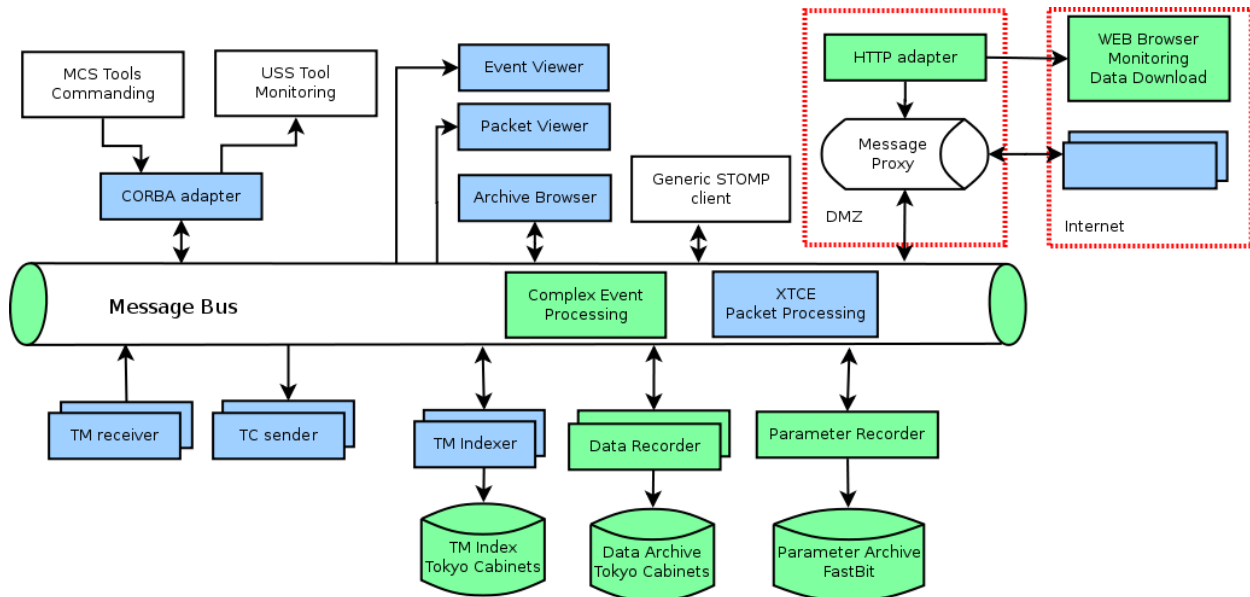 MCS Tools
Commanding
USS Tool
Monitoring
Event Viewer
HTTP adapter
WEB Browser
Monitoring
Data Download
Packet Viewer
Message
Proxy
CORBA adapter
Archive Browser
Generic STOMP
client
DMZ
Internet
Message Bus
Complex Event
Processing
XTCE
Packet Processing
TM receiver
TC sender
TM Indexer
Data Recorder
Parameter Recorder
TM Index
Tokyo Cabinets
Data Archive
Tokyo Cabinets
Parameter Archive
FastBit